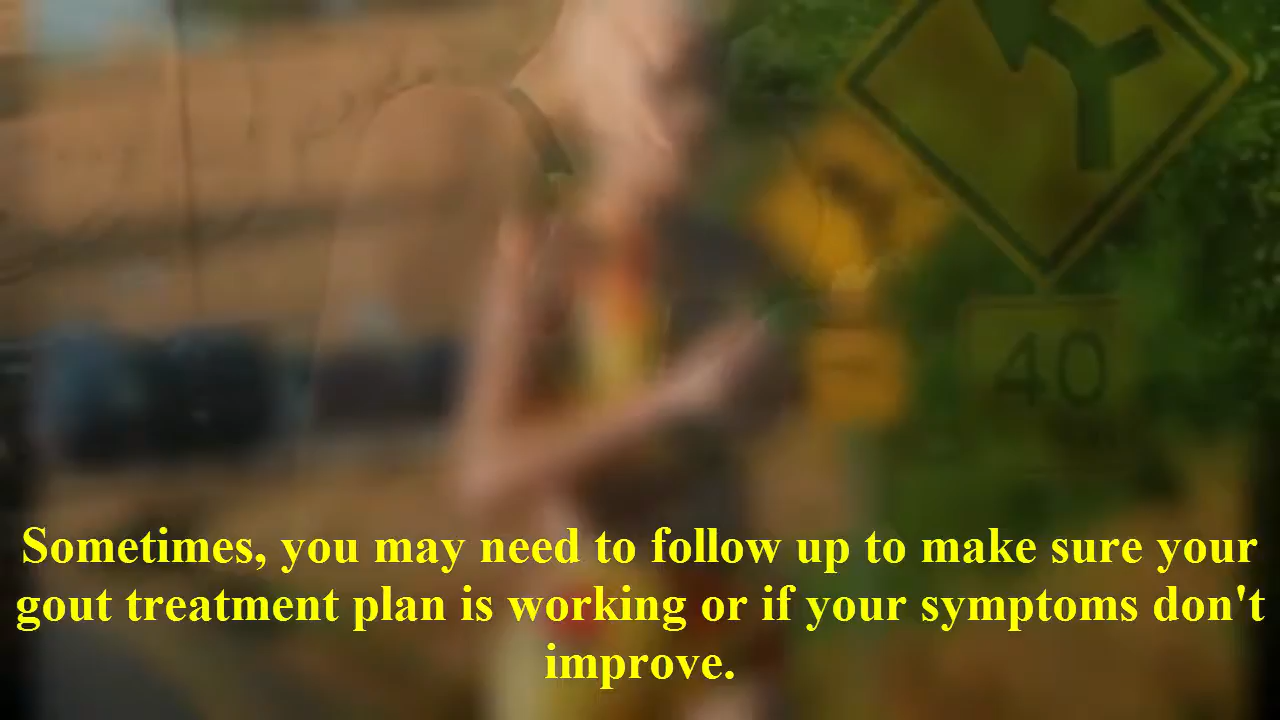 40
Sometimes, you may need to follow up to make sure your
gout treatment plan is working or if your symptoms don't
improve.